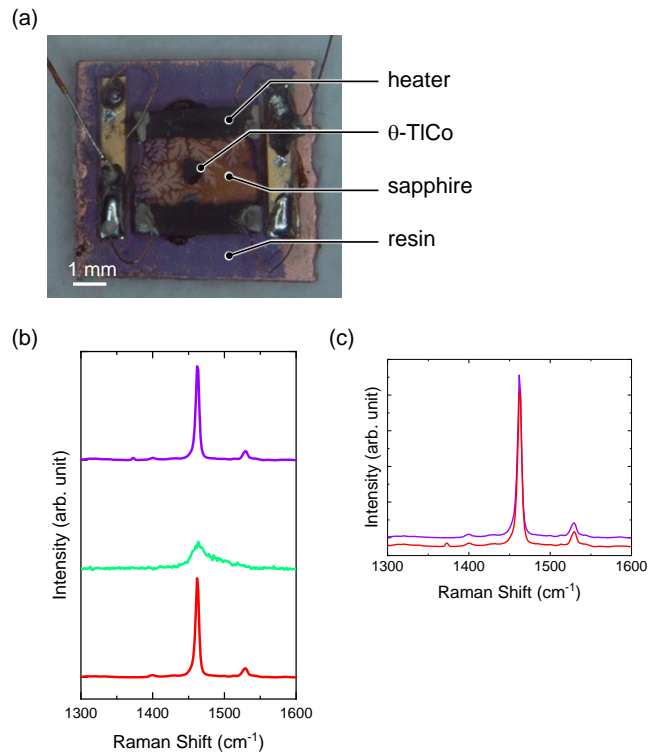 (a)
heater
θ-TlCo
sapphire
resin
1 mm
(b)
Intensity (arb. unit)
1300 1400 1500 1600
Raman Shift (cm⁻¹)
(c)
Intensity (arb. unit)
1300 1400 1500 1600
Raman Shift (cm⁻¹)